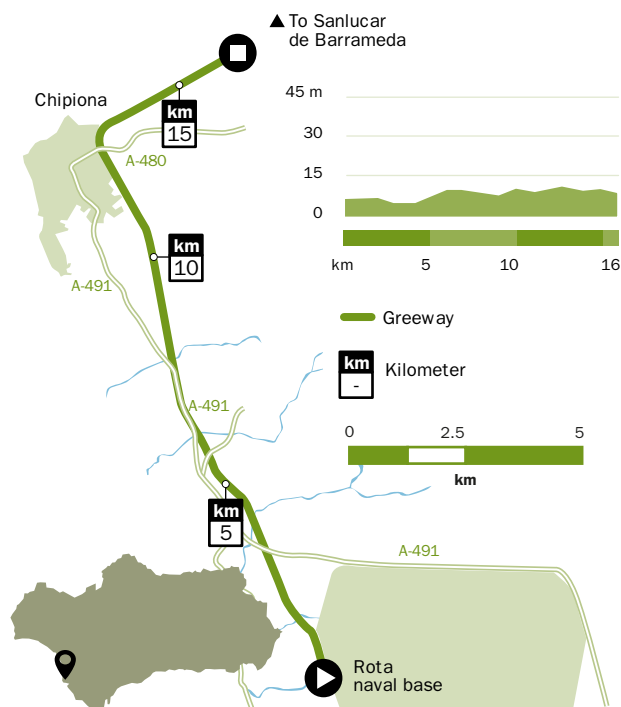 To Sanlucar
de Barrameda
Chipiona
km
15
A-480
45 m
30
15
0
km 5 10 16
km
10
A-491
Greeway
km
-
Kilometer
A-491
0 2.5 5
km
km
5
A-491
Rota
naval base